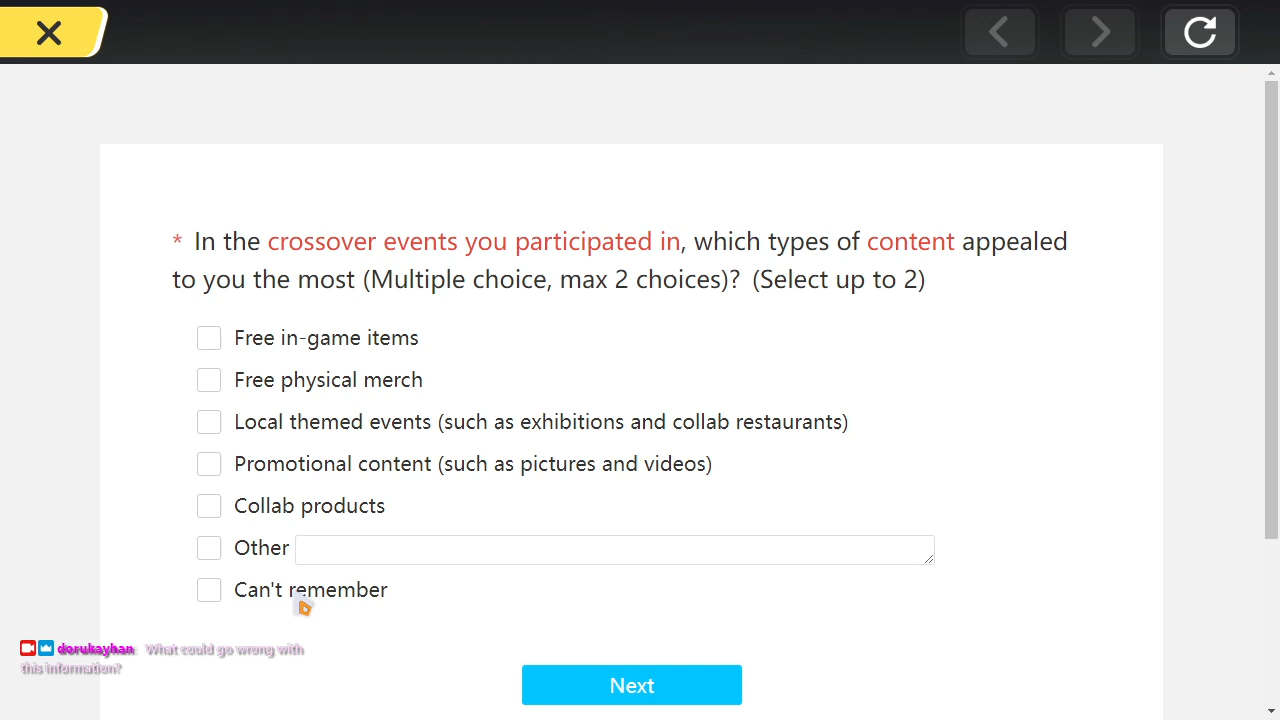 * In the crossover events you participated in, which types of content appealed
to you the most (Multiple choice, max 2 choices)? (Select up to 2)
Free in-game items
Free physical merch
Local themed events (such as exhibitions and collab restaurants)
Promotional content (such as pictures and videos)
Collab products
Other
Can't remember
dorukayhan What could go wrong with
this information?
Next